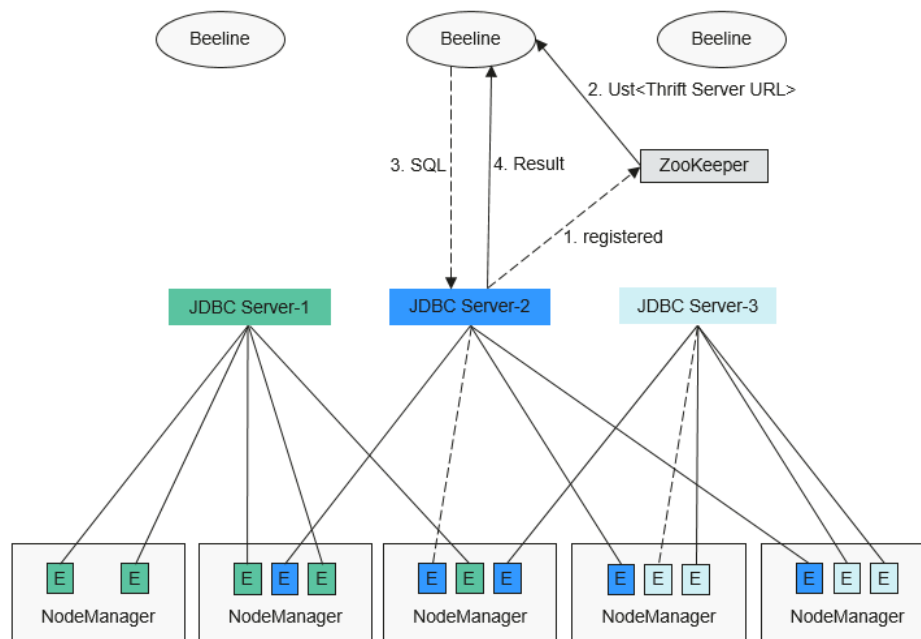 Beeline
Beeline
Beeline
2. Ust<Thrift Server URL>
3. SQL
4. Result
ZooKeeper
1. registered
JDBC Server-1
JDBC Server-2
JDBC Server-3
E
E
E
E
E
E
E
E
E
E
E
E
E
E
NodeManager
NodeManager
NodeManager
NodeManager
NodeManager